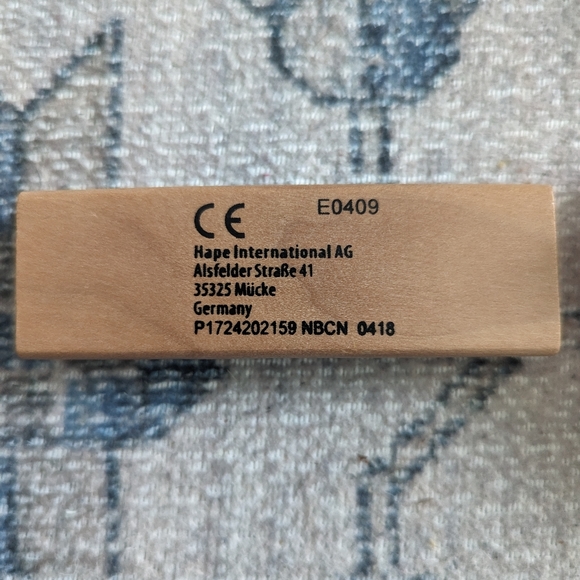 CE E0409
Hape International AG
Alsfelder Straße 41
35325 Mücke
Germany
P1724202159 NBCN 0418